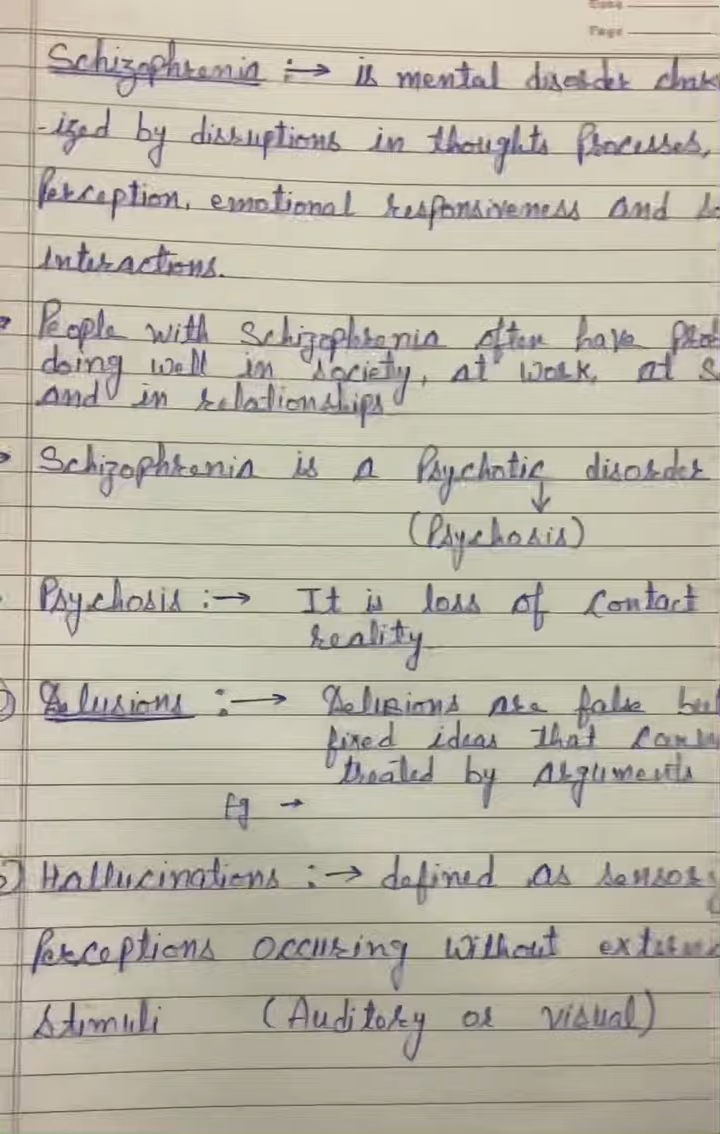 Page
Schizophrenia :→ is mental disorder
-ized by disruptions in thoughts Processes,
Perception, emotional responsiveness and
interactions.
People with Schizophrenia often have
doing well in society, at work, at
and in relationships
Schizophrenia is a Psychotic disorder
↓
(Psychosis)
Psychosis :→ It is loss of contact
reality
Delusions :→ Delusions are false
fixed ideas that
treated by arguments
Eg →
Hallucinations :→ defined as
Perceptions occuring without
stimuli (Auditory or visual)